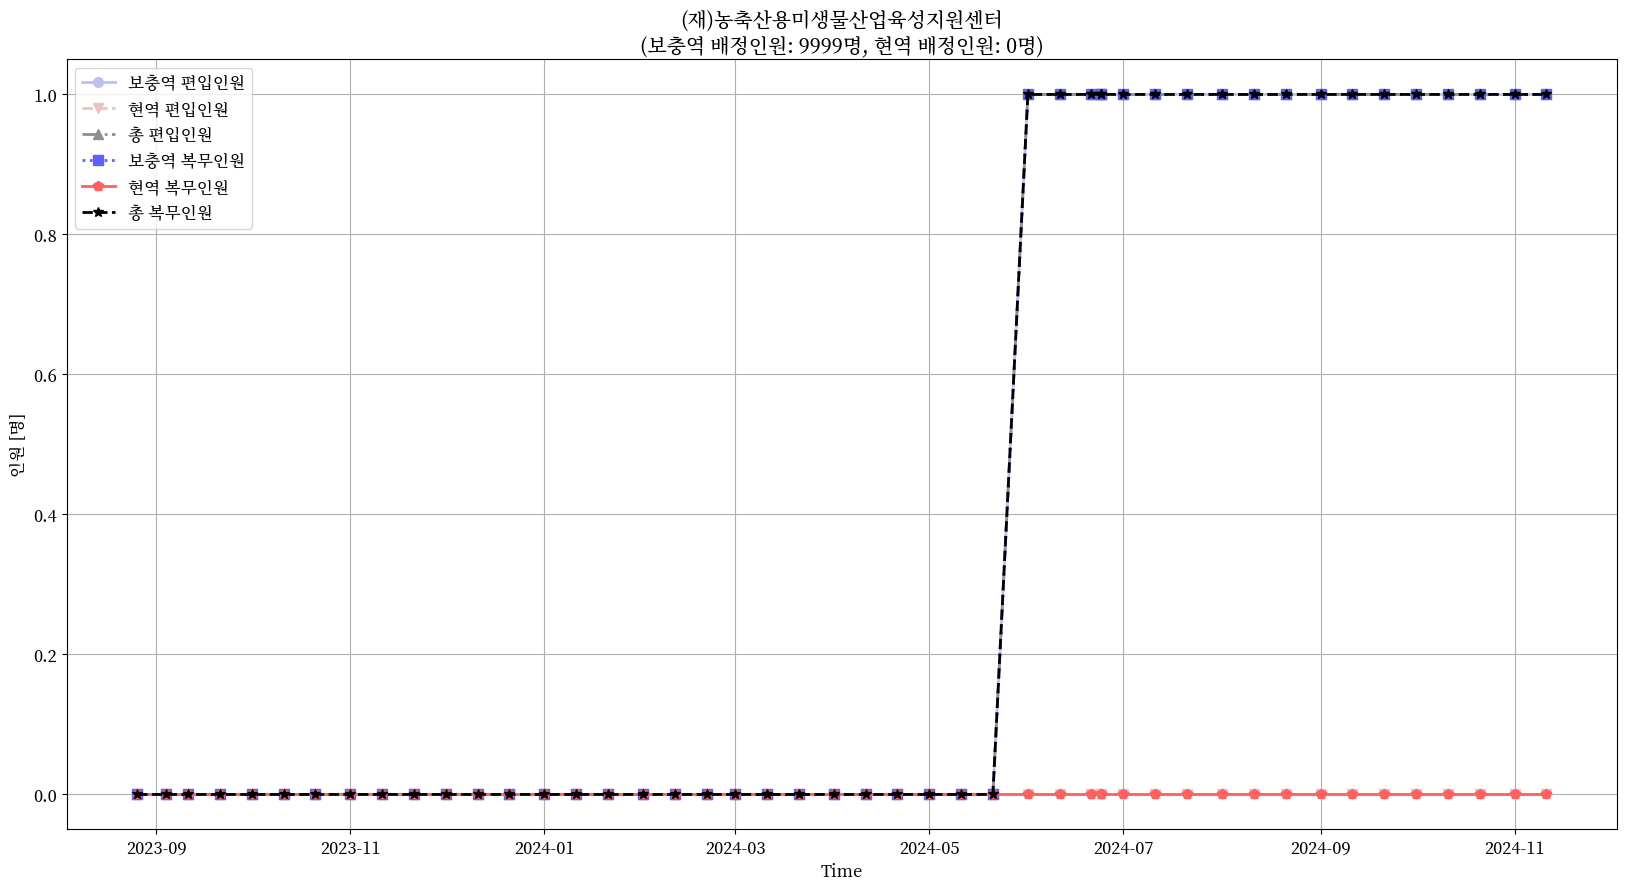 (재)농축산용미생물산업육성지원센터
(보충역 배정인원: 9999명, 현역 배정인원: 0명)
보충역 편입인원
현역 편입인원
총 편입인원
보충역 복무인원
현역 복무인원
총 복무인원
1.0
0.8
0.6
0.4
0.2
0.0
인원 [명]
2023-09 2023-11 2024-01 2024-03 2024-05 2024-07 2024-09 2024-11
Time